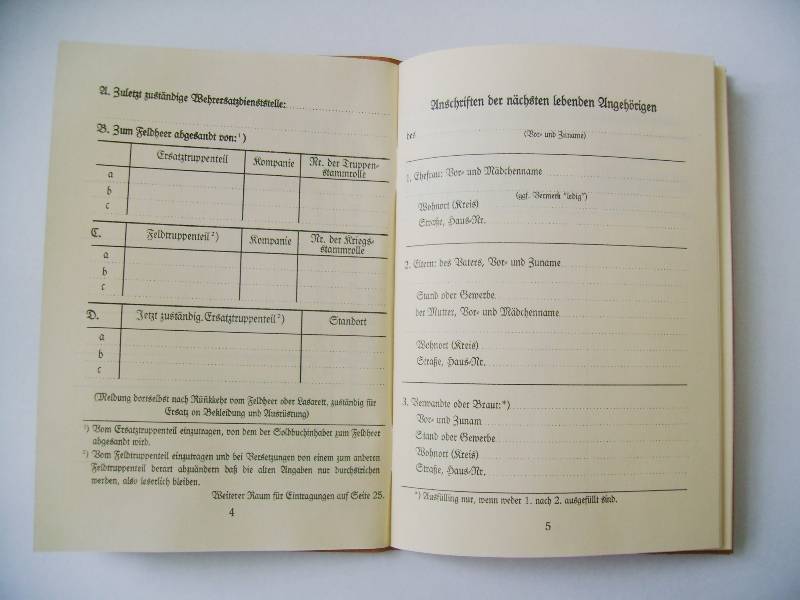 A. Zuletzt zuständige Wehrersatzdienststelle:
B. Zum Feldheer abgesandt von:¹)
Ersatztruppenteil Kompanie Nr. der Truppen-
stammrolle
a
b
c
C. Feldtruppenteil²) Kompanie Nr. der Kriegs-
stammrolle
a
b
c
D. Jetzt zuständig.Ersatztruppenteil²) Standort
a
b
c
(Meldung dortselbst nach Rükkehr vom Feldheer oder Lazarett, zuständig für
Ersatz on Bekleidung und Ausrüstung)
¹) Vom Ersatztruppenteil einzutragen, von dem der Soldbuchinhaber zum Feldheer
abgesandt wird.
²) Vom Feldtruppenteil einzutragen und bei Versetzungen von einem zum anderen
Feldtruppenteil derart abzuändern daß die alten Angaben nur durchstrichen
werden, also leserlich bleiben.
Weiterer Raum für Eintragungen auf Seite 25.
4
Anschriften der nächsten lebenden Angehörigen
des
(Vor- und Zuname)
1. Ehefrau: Vor- und Mädchenname
(ggf. Vermerk "ledig")
Wohnort (Kreis)
Straße, Haus-Nr.
2. Eltern: des Vaters, Vor- und Zuname
Stand oder Gewerbe
der Mutter, Vor- und Mädchenname
Wohnort (Kreis)
Straße, Haus-Nr.
3. Verwandte oder Braut:*)
Vor- und Zunam
Stand oder Gewerbe
Wohnort (Kreis)
Straße, Haus-Nr.
*) Ausfülling nur, wenn weder 1. nach 2. ausgefüllt sind.
5